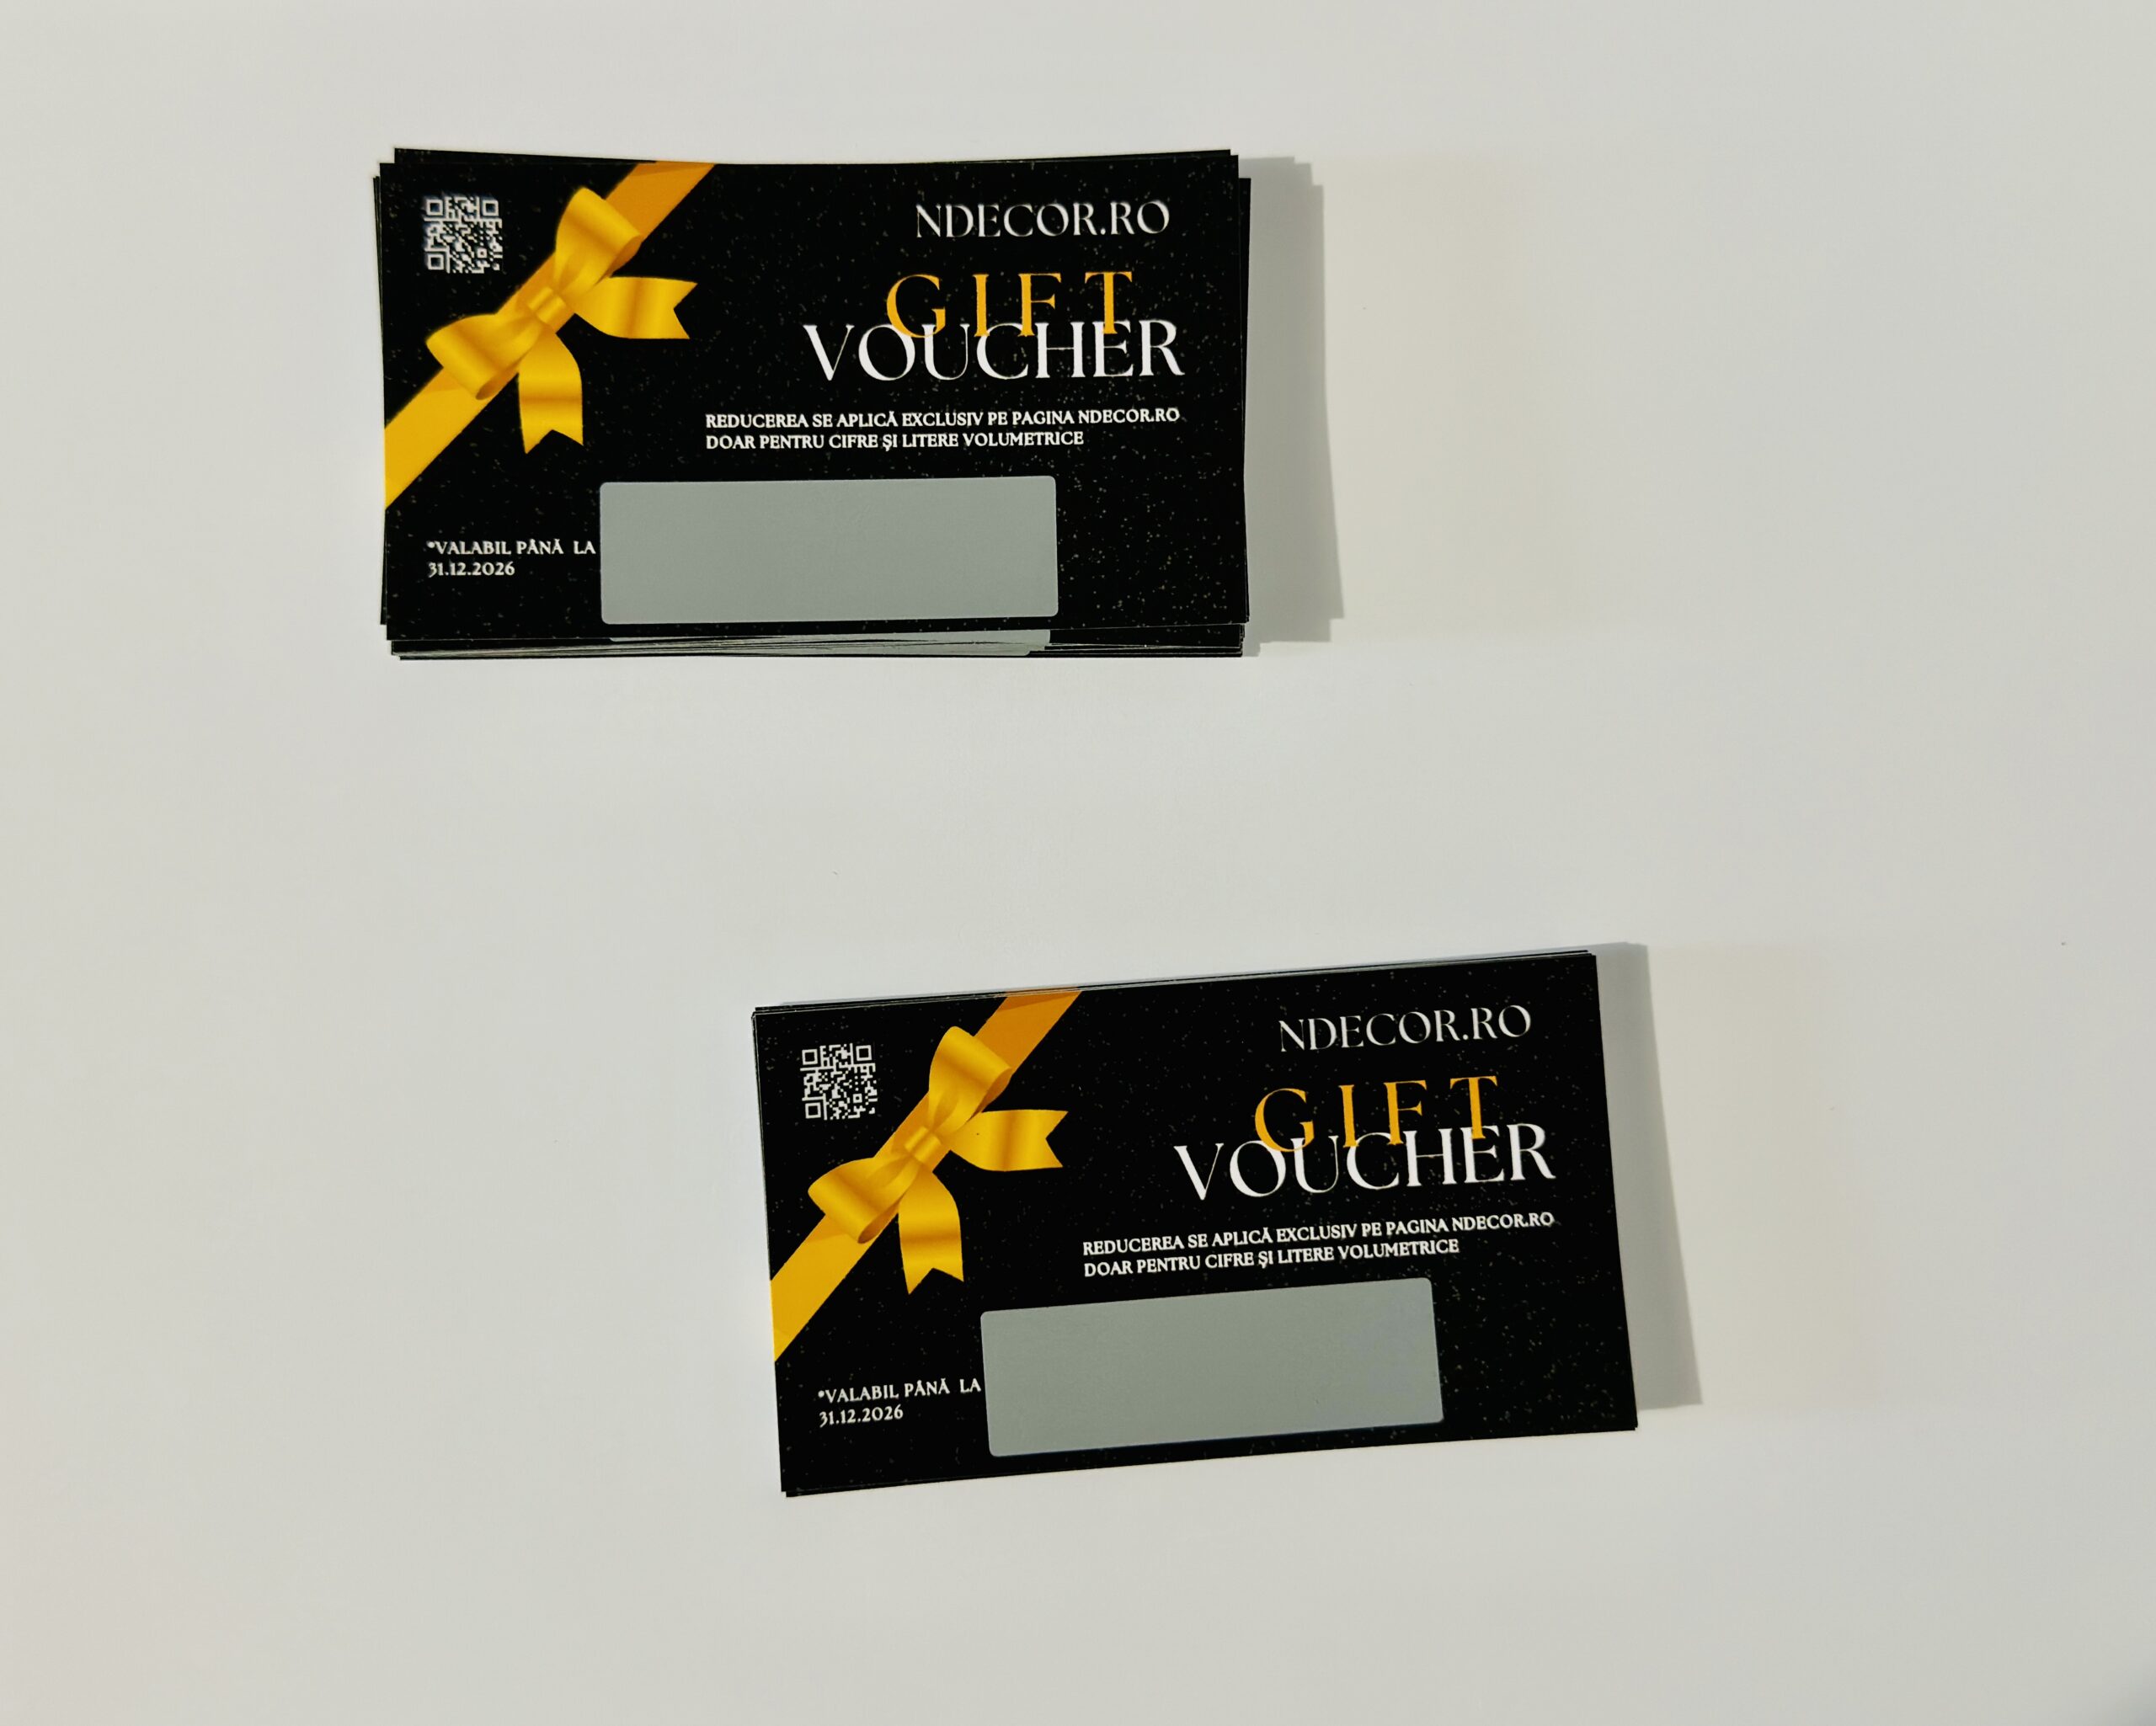 NDECOR.RO
GIFT
VOUCHER
REDUCEREA SE APLICĂ EXCLUSIV PE PAGINA NDECOR.RO
DOAR PENTRU CIFRE ȘI LITERE VOLUMETRICE
*VALABIL PÂNĂ LA
31.12.2026
NDECOR.RO
GIFT
VOUCHER
REDUCEREA SE APLICĂ EXCLUSIV PE PAGINA NDECOR.RO
DOAR PENTRU CIFRE ȘI LITERE VOLUMETRICE
*VALABIL PÂNĂ LA
31.12.2026